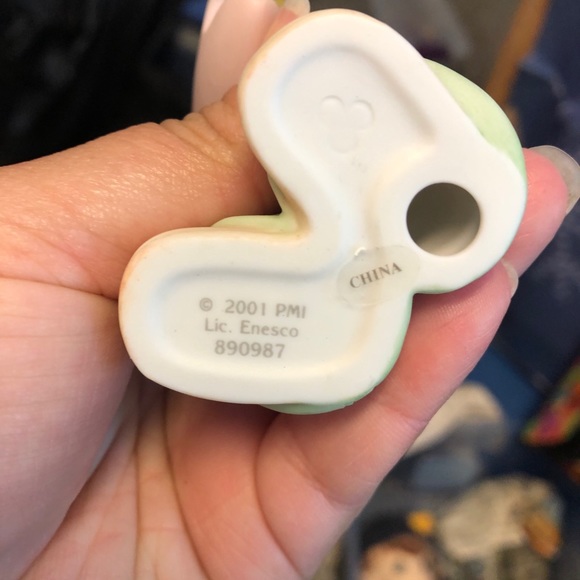 © 2001 PMI
Lic. Enesco
890987
CHINA